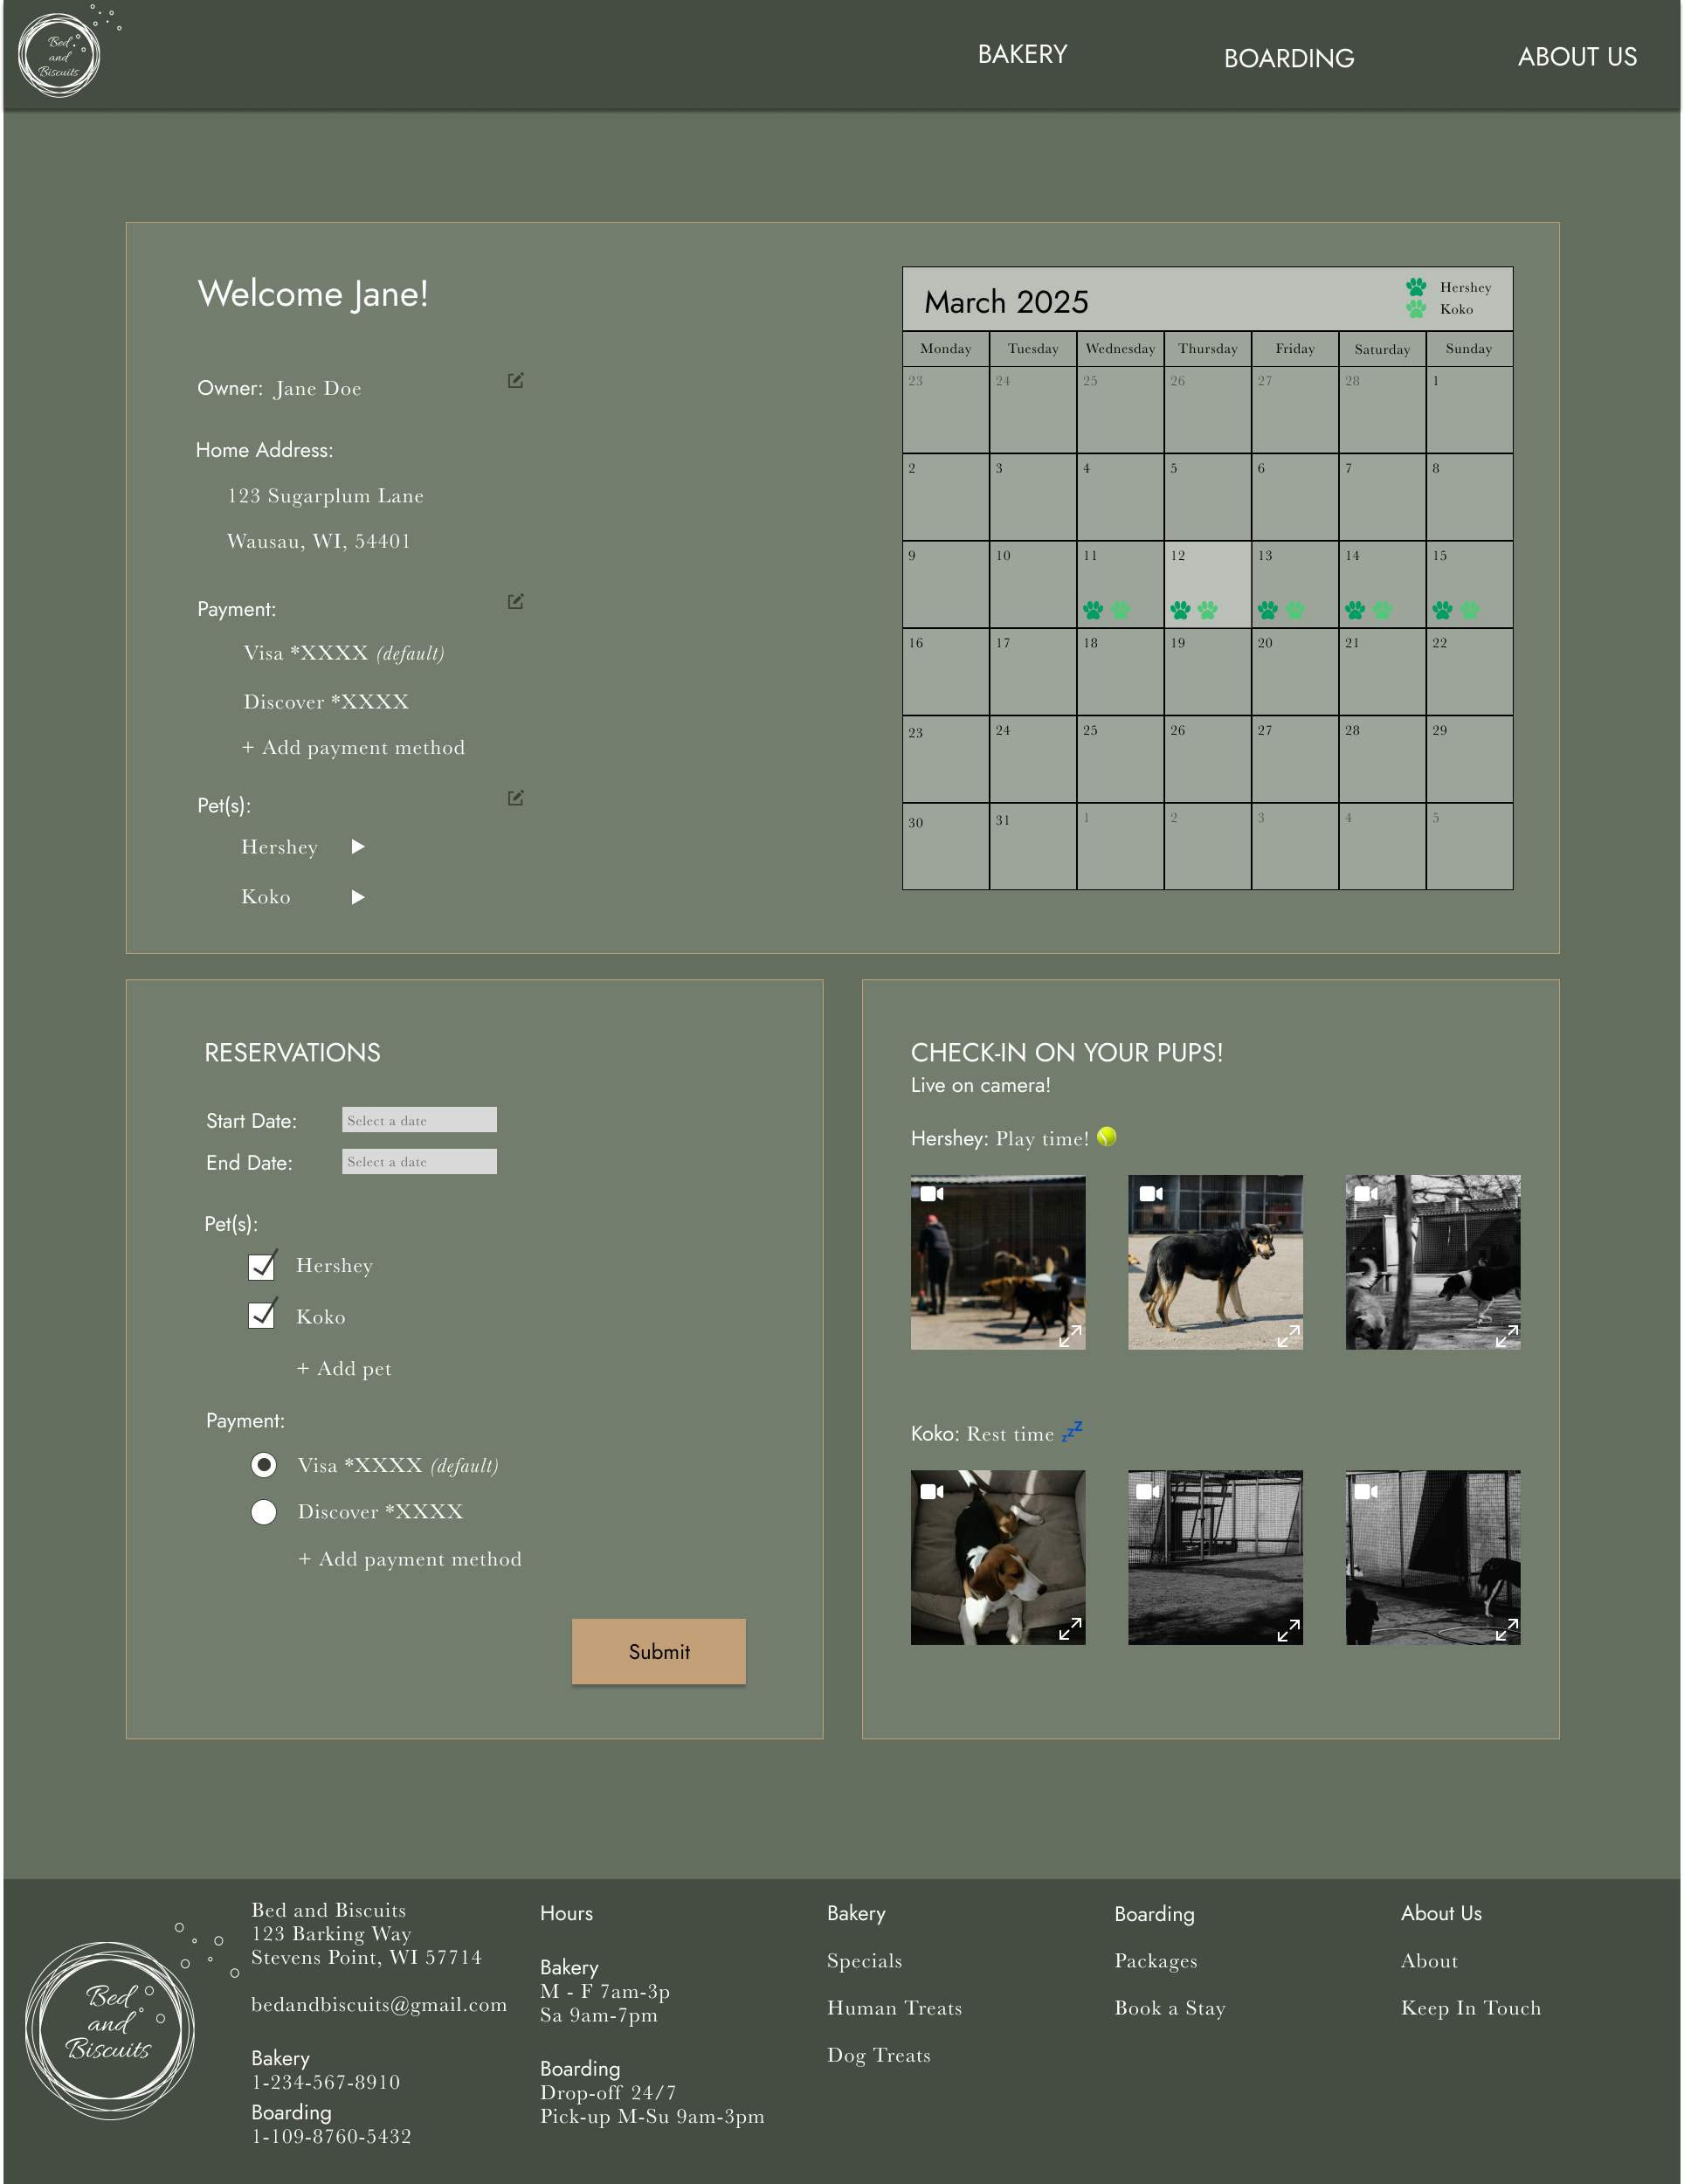 Bed
and
Biscuits
BAKERY
BOARDING
ABOUT US
Welcome Jane!
Owner: Jane Doe
Home Address:
123 Sugarplum Lane
Wausau, WI, 54401
Payment:
Visa *XXXX (default)
Discover *XXXX
+ Add payment method
Pet(s):
Hershey
Koko
March 2025
Hershey
Koko
Monday Tuesday Wednesday Thursday Friday Saturday Sunday
23 24 25 26 27 28 1
2 3 4 5 6 7 8
9 10 11 12 13 14 15
16 17 18 19 20 21 22
23 24 25 26 27 28 29
30 31 1 2 3 4 5
RESERVATIONS
Start Date: Select a date
End Date: Select a date
Pet(s):
Hershey
Koko
+ Add pet
Payment:
Visa *XXXX (default)
Discover *XXXX
+ Add payment method
Submit
CHECK-IN ON YOUR PUPS!
Live on camera!
Hershey: Play time!
Koko: Rest time
Bed
and
Biscuits
Bed and Biscuits
123 Barking Way
Stevens Point, WI 57714
bedandbiscuits@gmail.com
Bakery
1-234-567-8910
Boarding
1-109-8760-5432
Hours
Bakery
M - F 7am-3p
Sa 9am-7pm
Boarding
Drop-off 24/7
Pick-up M-Su 9am-3pm
Bakery
Specials
Human Treats
Dog Treats
Boarding
Packages
Book a Stay
About Us
About
Keep In Touch